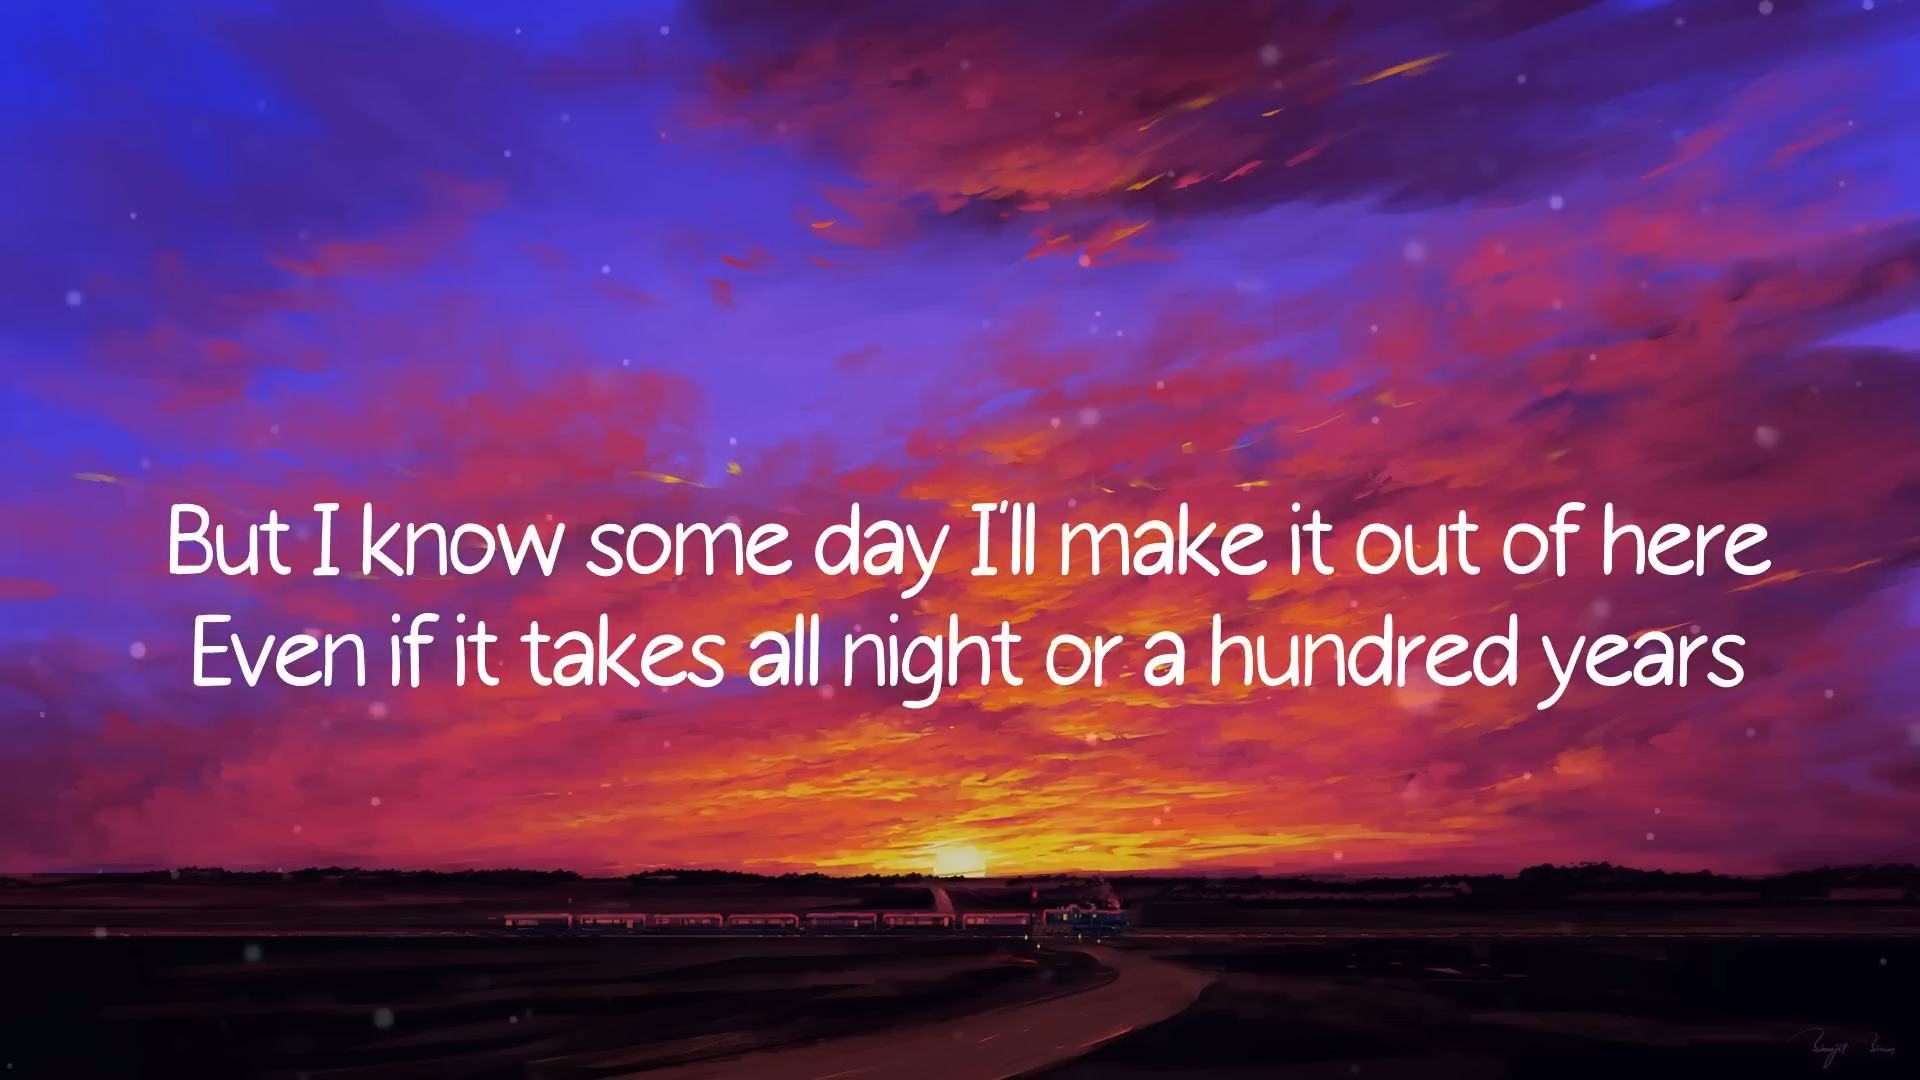 But I know some day I'll make it out of here
Even if it takes all night or a hundred years